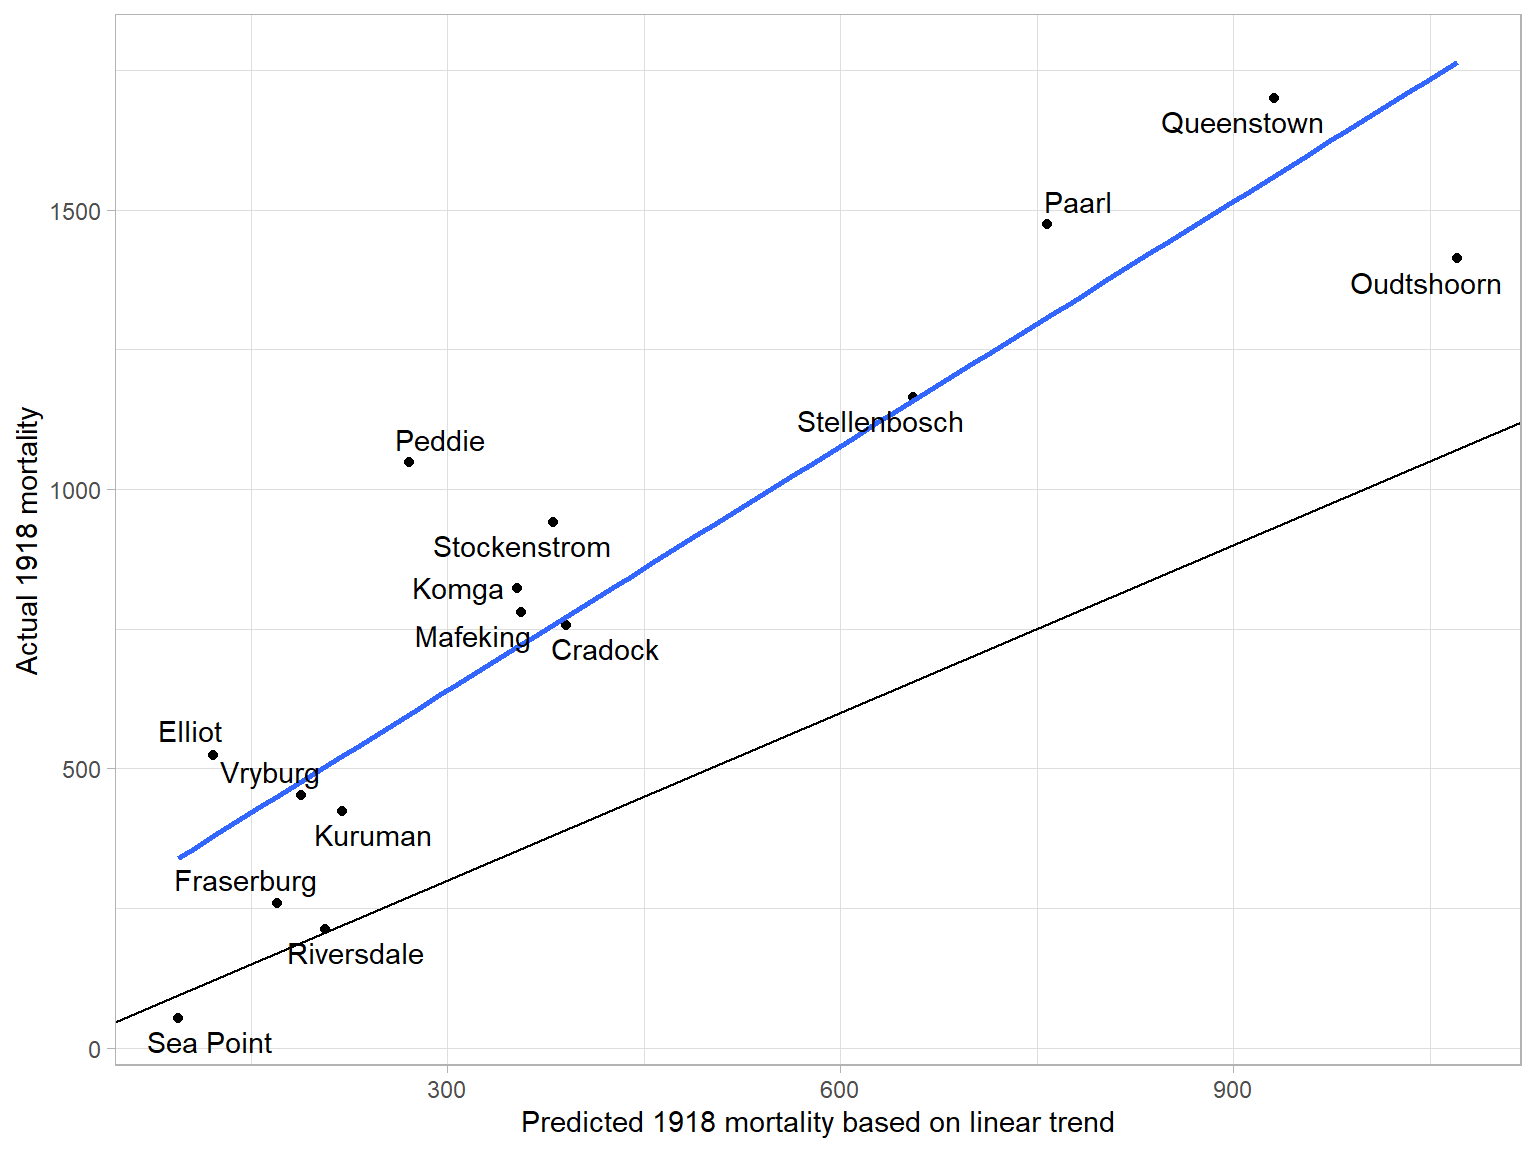 Queenstown
Paarl
1500
Oudtshoorn
Stellenbosch
Peddie
1000
Stockenstrom
Komga
Mafeking
Cradock
Elliot
Vryburg
500
Kuruman
Fraserburg
Riversdale
Sea Point
0
300
600
900
Predicted 1918 mortality based on linear trend
Actual 1918 mortality